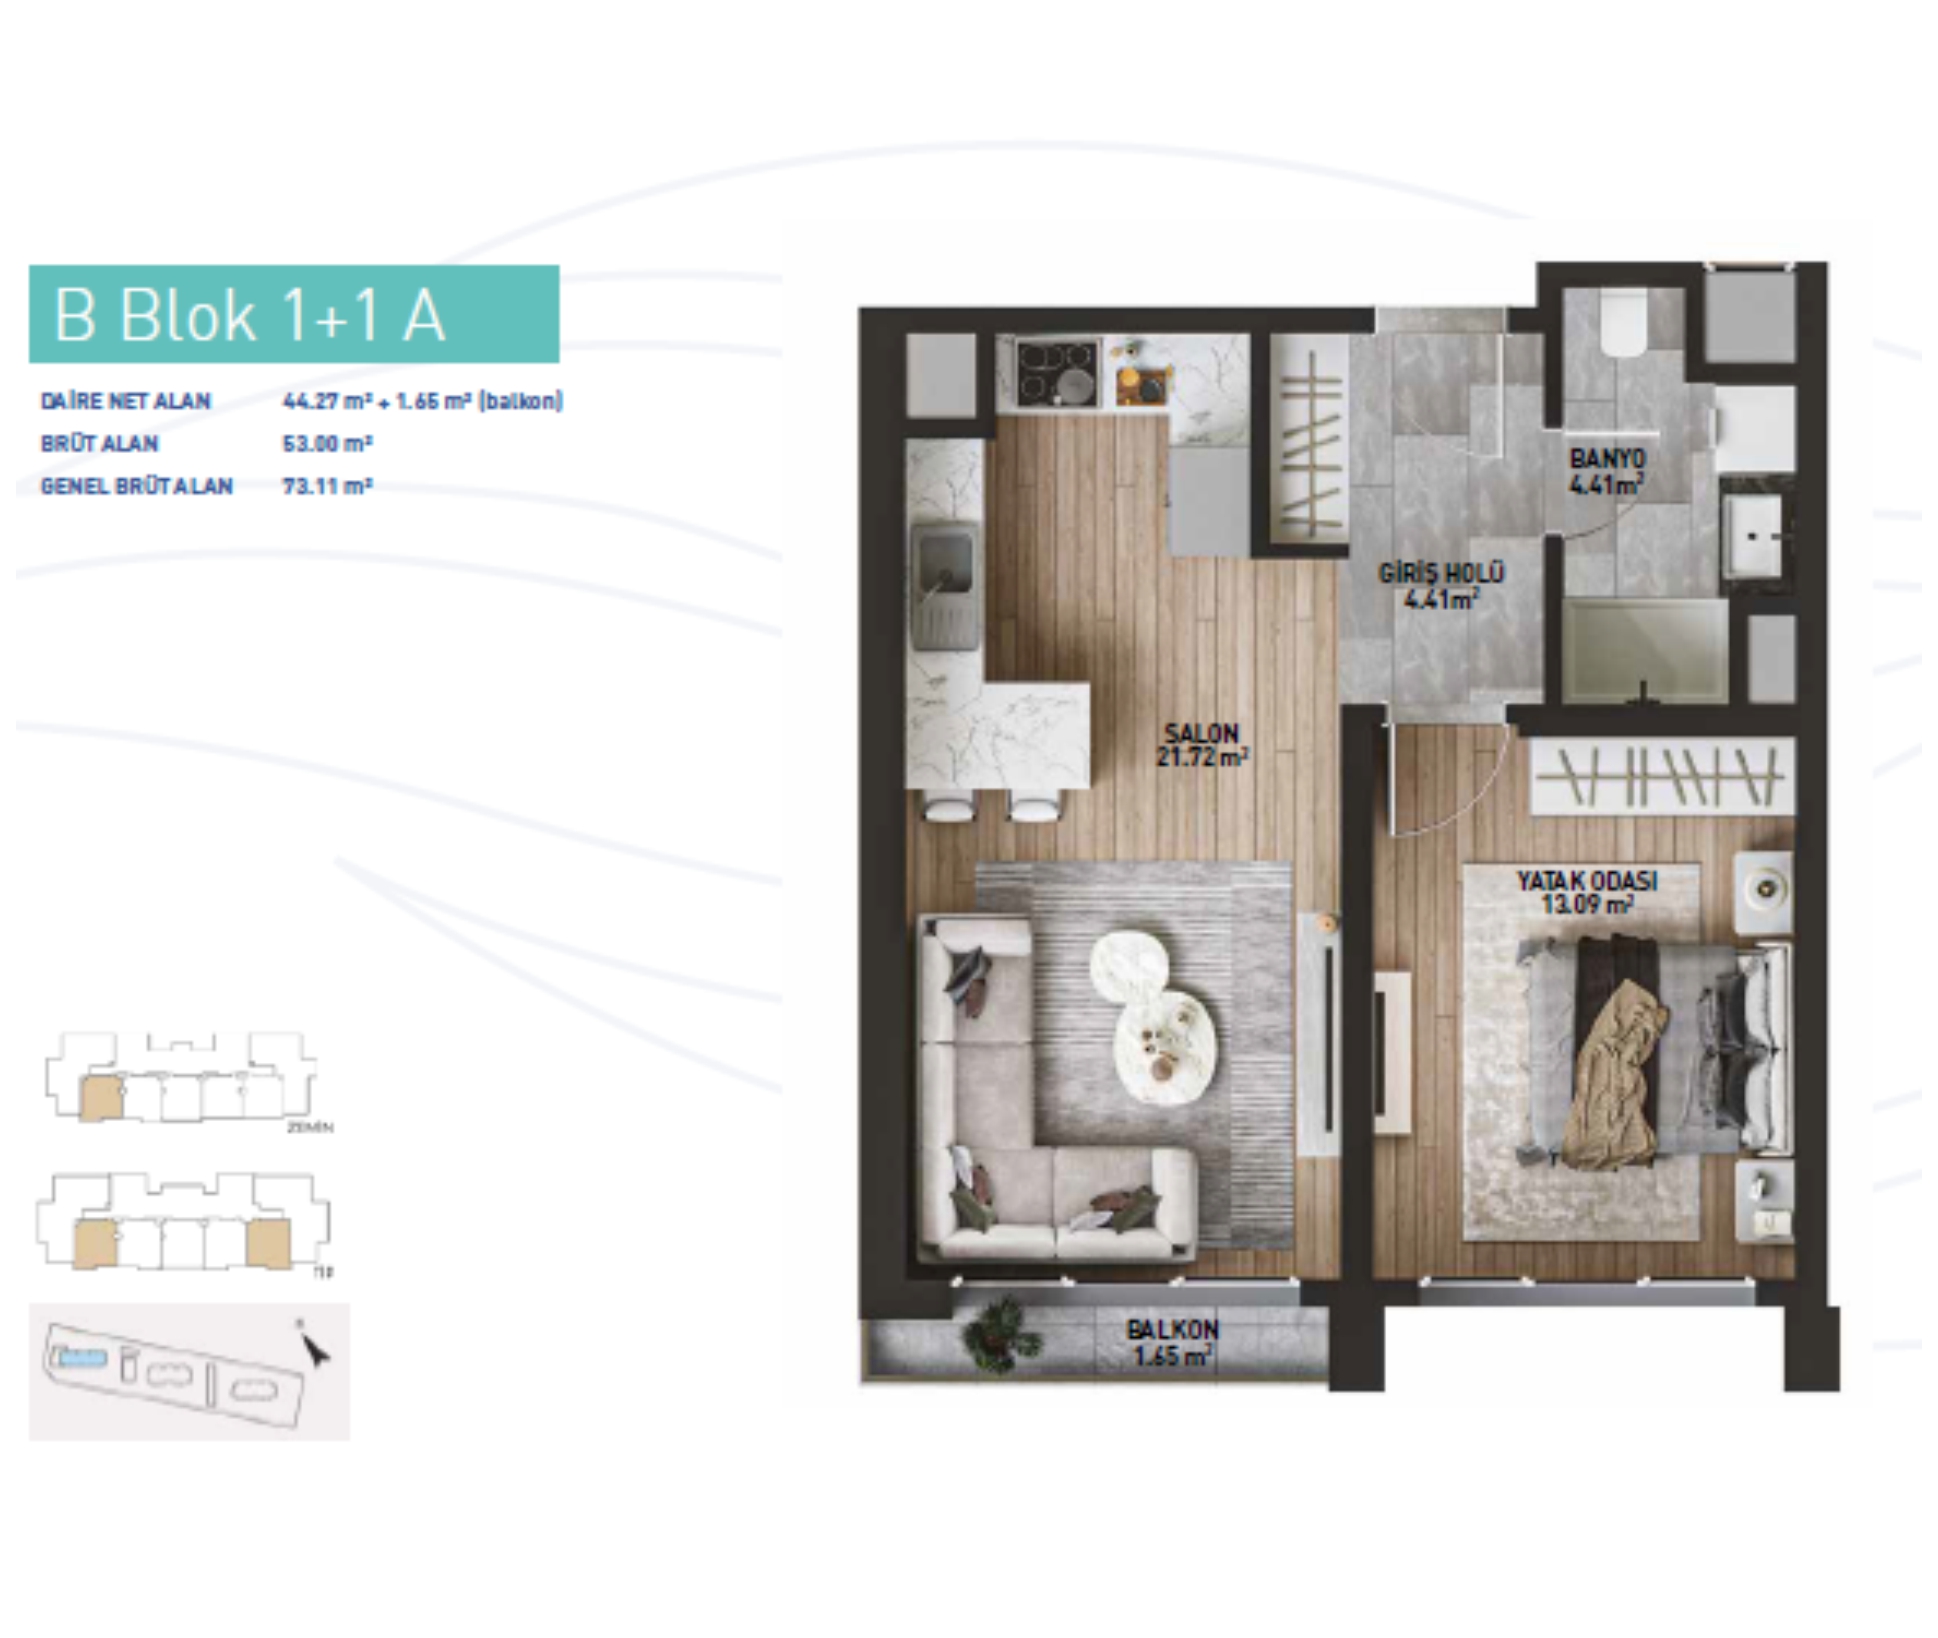 B Blok 1+1 A
DAİRE NET ALAN 44.27 m² + 1.65 m² (balkon)
BRÜT ALAN 53.00 m²
GENEL BRÜT ALAN 73.11 m²
BANYO
4.41m²
GİRİŞ HOLÜ
4.41m²
SALON
21.72 m²
YATAK ODASI
13.09 m²
BALKON
1.65 m²
ZEMİN